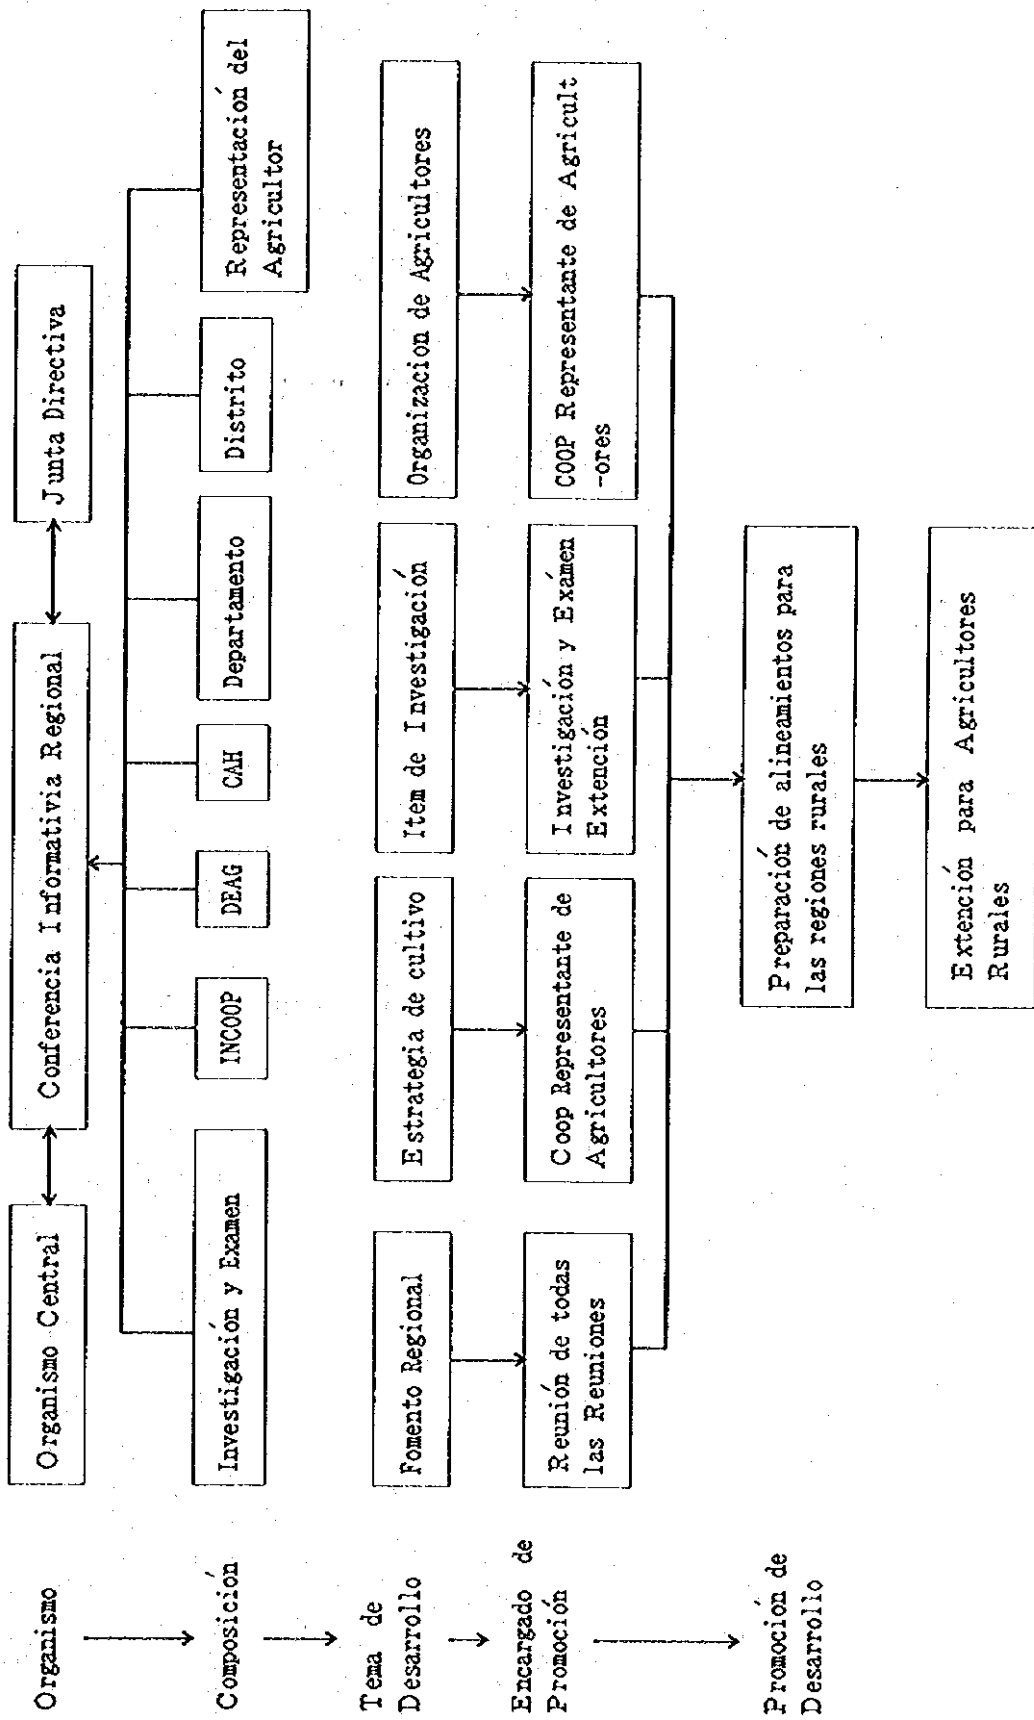 Organismo
Organismo Central
Conferencia Informativia Regional
Junta Directiva
Composición
Investigación y Examen
INCOOP
DEAG
CAH
Departamento
Distrito
Representación del
Agricultor
Tema de
Desarrollo
Fomento Regional
Estrategia de cultivo
Item de Investigación
Organizacion de Agricultores
Encargado de
Promoción
Reunión de todas
las Reuniones
Coop Representante de
Agricultores
Investigación y Exámen
Extención
COOP Representante de Agricult
-ores
Promoción de
Desarrollo
Preparación de alineamientos para
las regiones rurales
Extención para Agricultores
Rurales